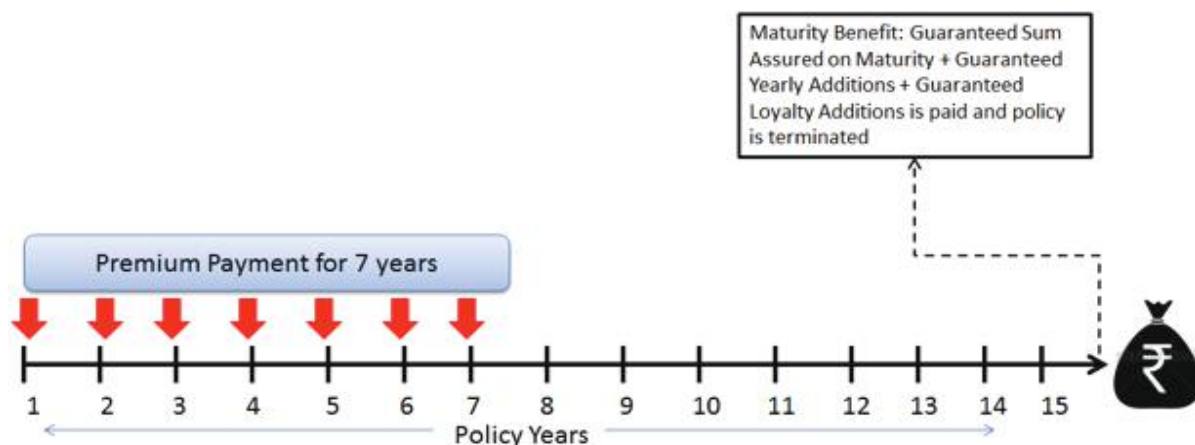 Maturity Benefit: Guaranteed Sum
Assured on Maturity + Guaranteed
Yearly Additions + Guaranteed
Loyalty Additions is paid and policy
is terminated
Premium Payment for 7 years
1 2 3 4 5 6 7 8 9 10 11 12 13 14 15
Policy Years
₹